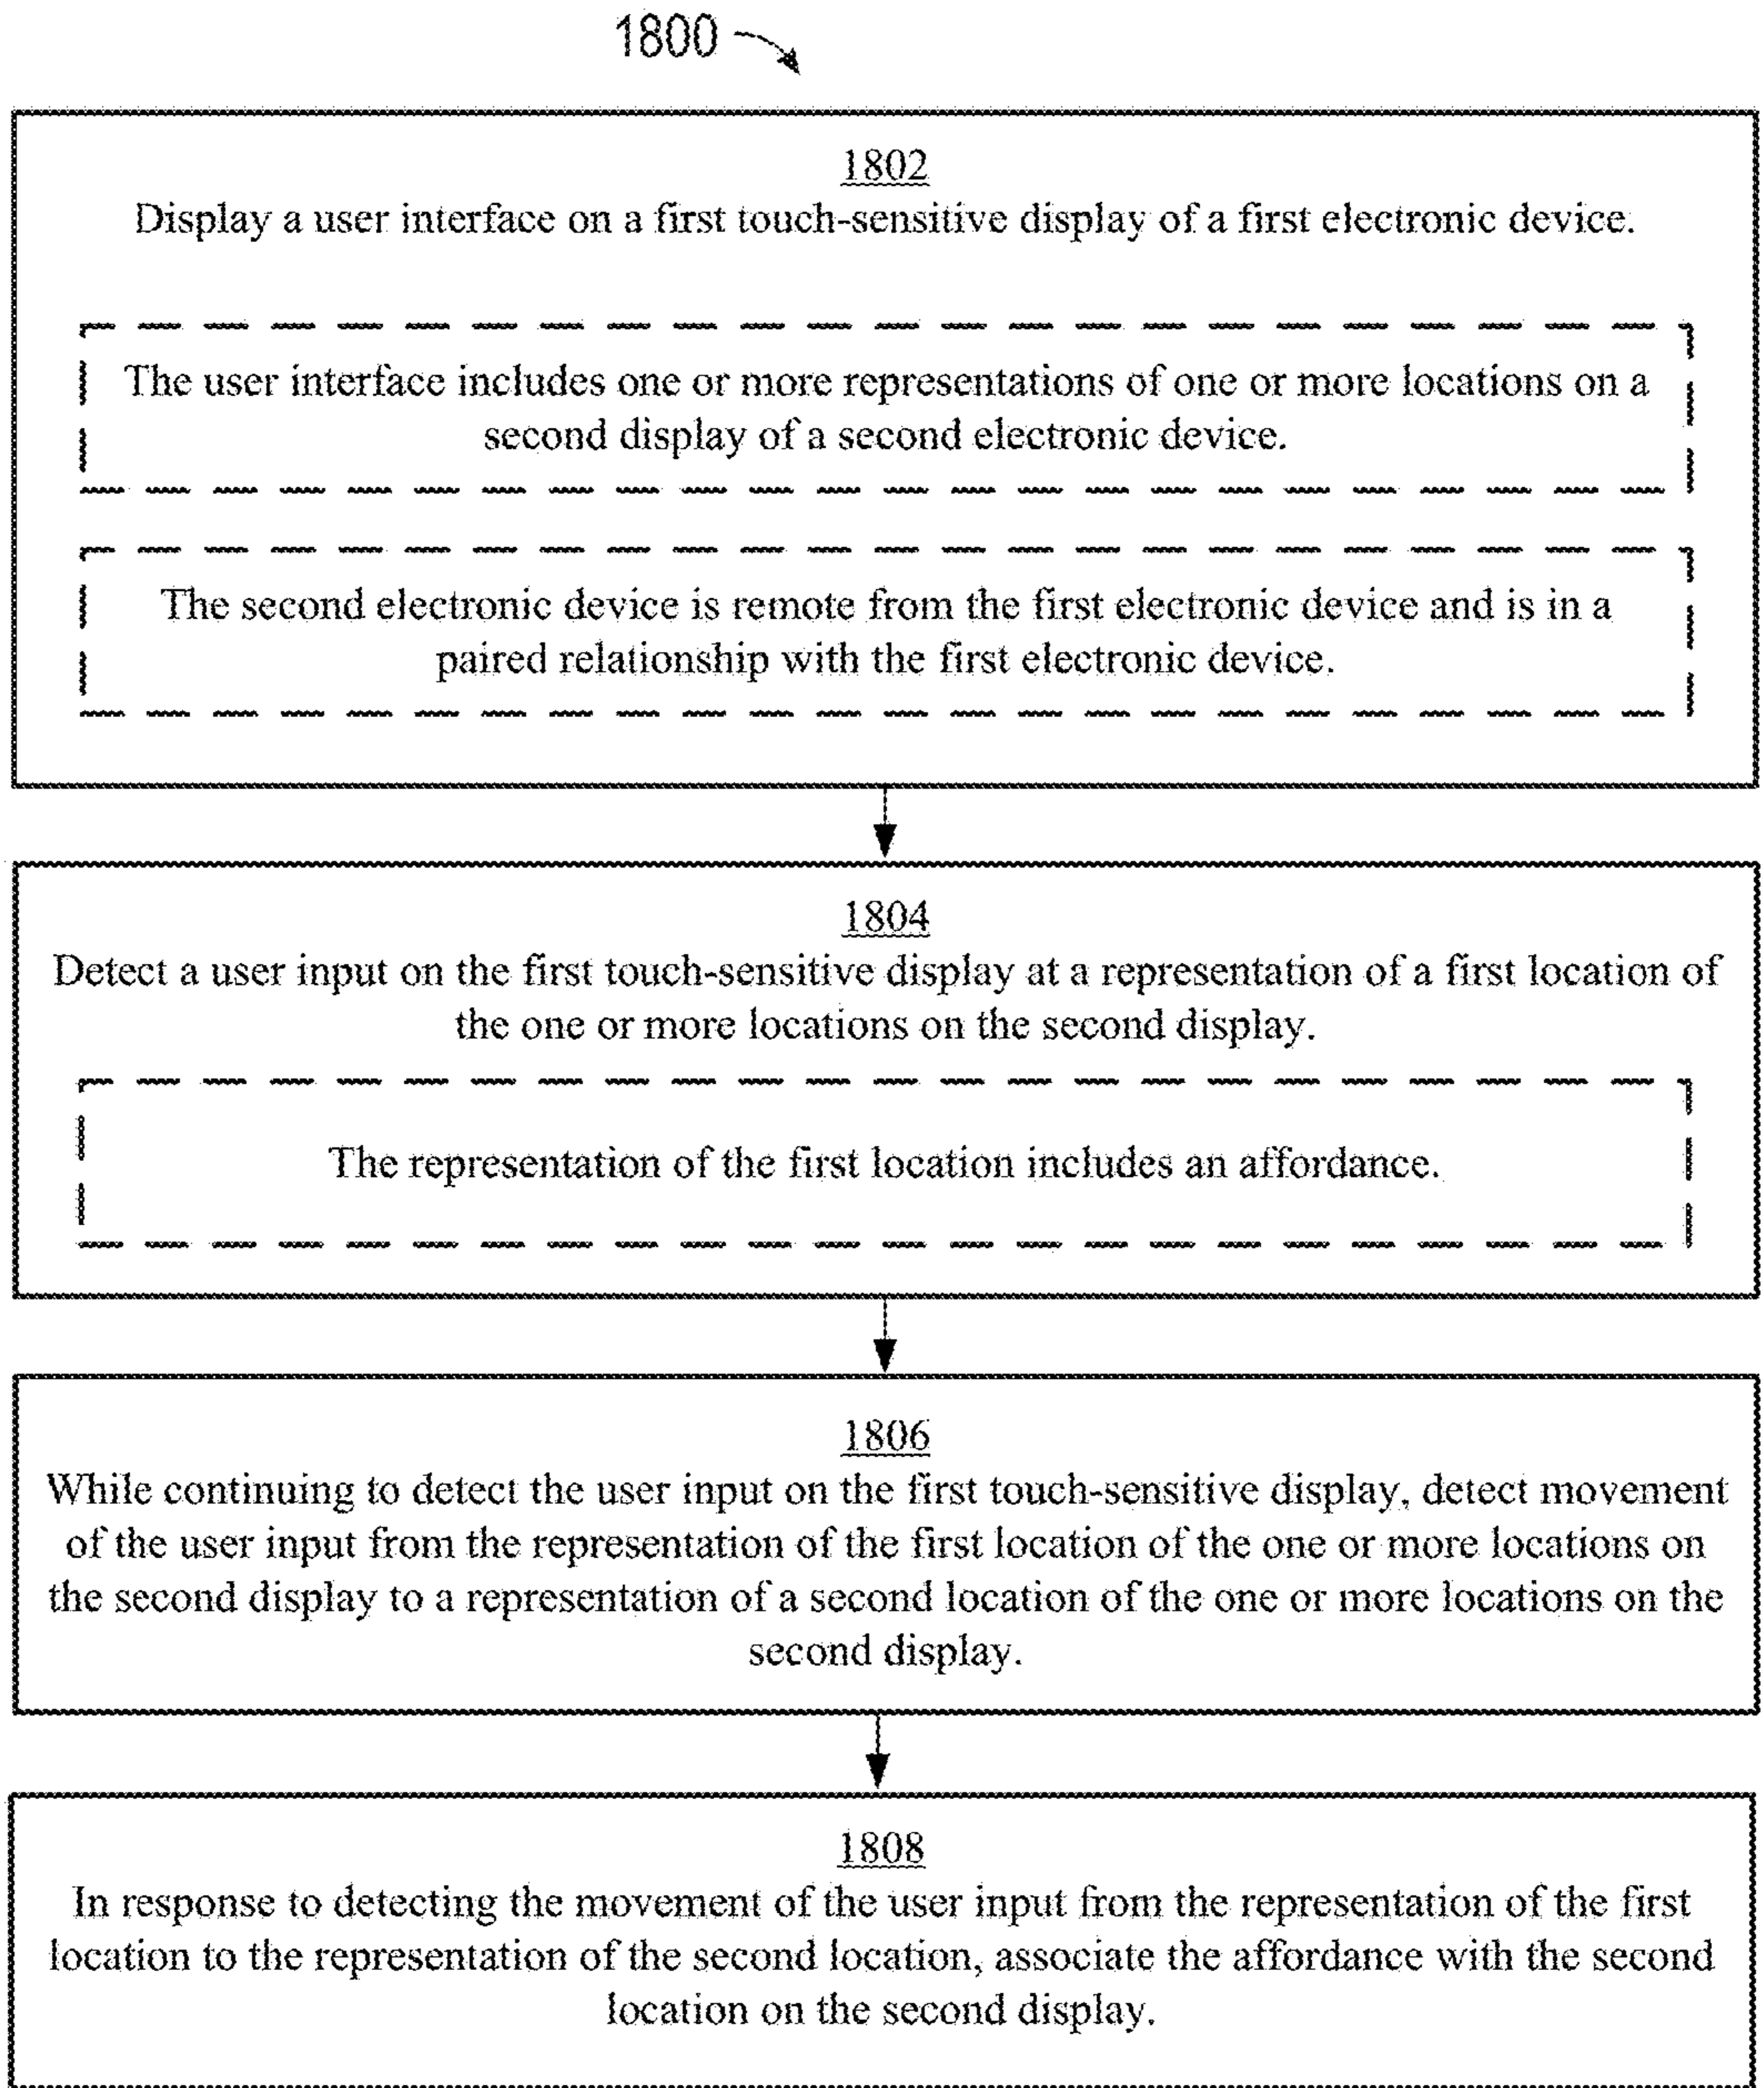 1800
1802
Display a user interface on a first touch-sensitive display of a first electronic device.
The user interface includes one or more representations of one or more locations on a
second display of a second electronic device.
The second electronic device is remote from the first electronic device and is in a
paired relationship with the first electronic device.
1804
Detect a user input on the first touch-sensitive display at a representation of a first location of
the one or more locations on the second display.
The representation of the first location includes an affordance.
1806
While continuing to detect the user input on the first touch-sensitive display, detect movement
of the user input from the representation of the first location of the one or more locations on
the second display to a representation of a second location of the one or more locations on the
second display.
1808
In response to detecting the movement of the user input from the representation of the first
location to the representation of the second location, associate the affordance with the second
location on the second display.